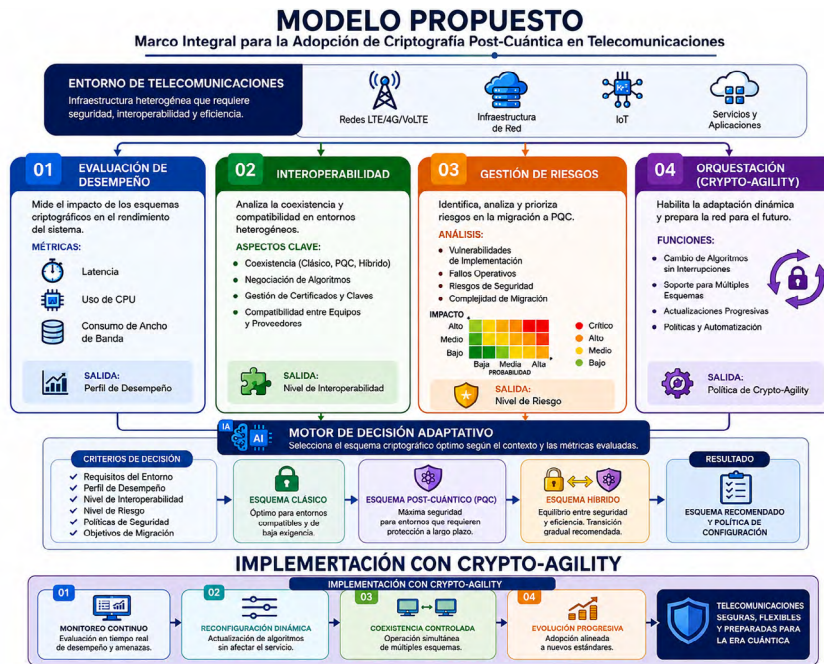 MODELO PROPUESTO
Marco Integral para la Adopción de Criptografía Post-Cuántica en Telecomunicaciones
ENTORNO DE TELECOMUNICACIONES
Infraestructura heterogénea que requiere
seguridad, interoperabilidad y eficiencia.
Redes LTE/4G/VoLTE
Infraestructura
de Red
IoT
Servicios y
Aplicaciones
01
EVALUACIÓN DE
DESEMPEÑO
Mide el impacto de los esquemas
criptográficos en el rendimiento
del sistema.
MÉTRICAS:
Latencia
Uso de CPU
Consumo de Ancho
de Banda
SALIDA:
Perfil de Desempeño
02
INTEROPERABILIDAD
Analiza la coexistencia y
compatibilidad en entornos
heterogéneos.
ASPECTOS CLAVE:
Coexistencia (Clásico, PQC, Híbrido)
Negociación de Algoritmos
Gestión de Certificados y Claves
Compatibilidad entre Equipos
y Proveedores
SALIDA:
Nivel de Interoperabilidad
03
GESTIÓN DE RIESGOS
Identifica, analiza y prioriza
riesgos en la migración a PQC.
ANÁLISIS:
Vulnerabilidades
de Implementación
Fallos Operativos
Riesgos de Seguridad
Complejidad de Migración
IMPACTO
Alto
Medio
Bajo
Baja Media Alta
PROBABILIDAD
Crítico
Alto
Medio
Bajo
SALIDA:
Nivel de Riesgo
04
ORQUESTACIÓN
(CRYPTO-AGILITY)
Habilita la adaptación dinámica
y prepara la red para el futuro.
FUNCIONES:
Cambio de Algoritmos
sin Interrupciones
Soporte para Múltiples
Esquemas
Actualizaciones Progresivas
Políticas y Automatización
SALIDA:
Política de Crypto-Agility
IA
AI
MOTOR DE DECISIÓN ADAPTATIVO
Selecciona el esquema criptográfico óptimo según el contexto y las métricas evaluadas.
CRITERIOS DE DECISIÓN
Requisitos del Entorno
Perfil de Desempeño
Nivel de Interoperabilidad
Nivel de Riesgo
Políticas de Seguridad
Objetivos de Migración
ESQUEMA CLÁSICO
Óptimo para entornos
compatibles y de
baja exigencia.
ESQUEMA POST-CUÁNTICO (PQC)
Máxima seguridad
para entornos que requieren
protección a largo plazo.
ESQUEMA HÍBRIDO
Equilibrio entre seguridad
y eficiencia. Transición
gradual recomendada.
RESULTADO
ESQUEMA RECOMENDADO
Y POLÍTICA DE
CONFIGURACIÓN
IMPLEMERTACIÓN CON CRYPTO-AGILITY
IMPLEMENTACIÓN CON CRYPTO-AGILITY
01
MONITOREO CONTINUO
Evaluación en tiempo real
de desempeño y amenazas.
02
RECONFIGURACIÓN DINÁMICA
Actualización de algoritmos
sin afectar el servicio.
03
COEXISTENCIA CONTROLADA
Operación simultánea
de múltiples esquemas.
04
EVOLUCIÓN PROGRESIVA
Adopción alineada
a nuevos estándares.
TELECOMUNICACIONES
SEGURAS, FLEXIBLES
Y PREPARADAS PARA
LA ERA CUÁNTICA